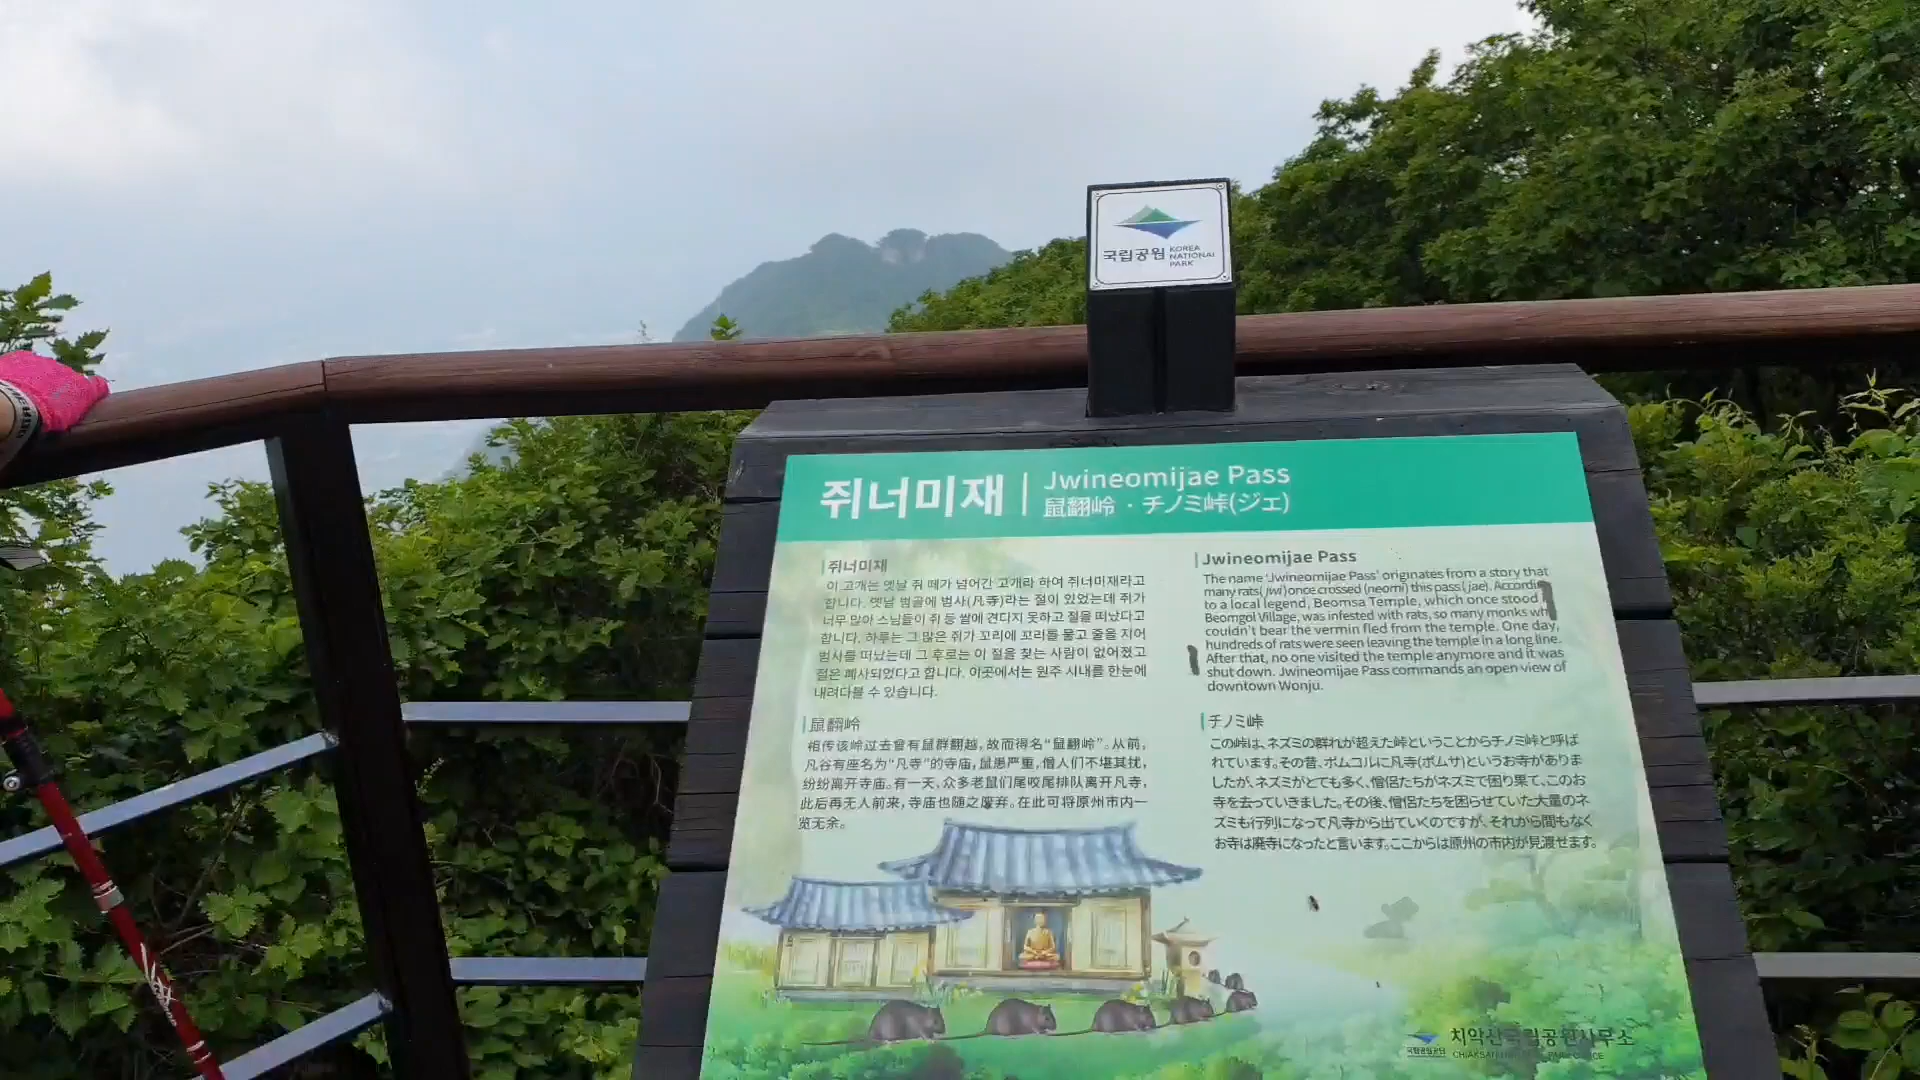 국립공원
KOREA
NATIONAL
PARK
쥐너미재
Jwineomijae Pass
鼠翻岭 · チノミ峠(ジェ)
쥐너미재
이 고개는 옛날 쥐 떼가 넘어간 고개라 하여 쥐너미재라고
합니다. 옛날 범골에 범사(凡寺)라는 절이 있었는데 쥐가
너무 많아 스님들이 쥐 등쌀에 견디지 못하고 절을 떠났다고
합니다. 하루는 그 많은 쥐가 꼬리에 꼬리를 물고 줄을 지어
범사를 떠났는데 그 후로는 이 절을 찾는 사람이 없어졌고
절은 폐사되었다고 합니다. 이곳에서는 원주 시내를 한눈에
내려다볼 수 있습니다.
Jwineomijae Pass
The name 'Jwineomijae Pass' originates from a story that
many rats(jwi)once crossed (neomi) this pass(jae). Accordin
to a local legend, Beomsa Temple, which once stood
Beomgol Village, was infested with rats, so many monks wh
couldn't bear the vermin fled from the temple. One day,
hundreds of rats were seen leaving the temple in a long line.
After that, no one visited the temple anymore and it was
shut down. Jwineomijae Pass commands an open view of
downtown Wonju.
鼠翻岭
相传该岭过去曾有鼠群翻越，故而得名“鼠翻岭”。从前，
凡谷有座名为“凡寺”的寺庙，鼠患严重，僧人们不堪其扰，
纷纷离开寺庙。有一天，众多老鼠们尾咬尾排队离开凡寺，
此后再无人前来，寺庙也随之废弃。在此可将原州市内一
览无余。
チノミ峠
この峠は、ネズミの群れが超えた峠ということからチノミ峠と呼ば
れています。その昔、ボムコルに凡寺(ボムサ)というお寺がありま
したが、ネズミがとても多く、僧侶たちがネズミで困り果て、このお
寺を去っていきました。その後、僧侶たちを困らせていた大量のネ
ズミも行列になって凡寺から出ていくのですが、それから間もなく
お寺は廃寺になったと言います。ここからは原州の市内が見渡せます。
국립공원공단
치악산국립공원사무소
CHIAKSAN NATIONAL PARK OFFICE